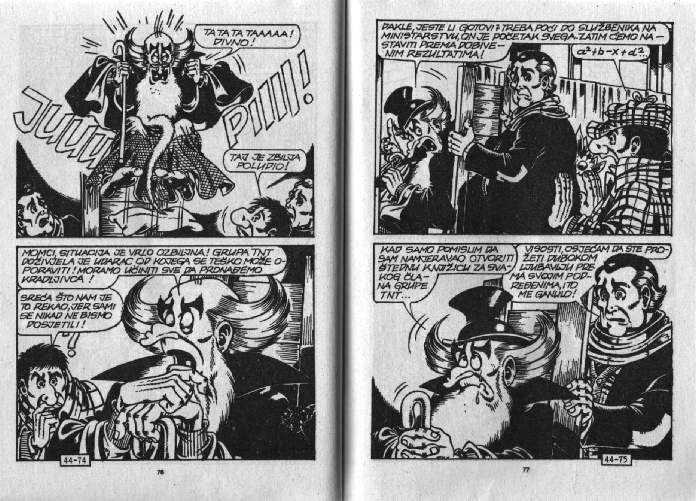 TA TA TA TAAAAA!
DIVNO!
JUUU
PIIII!
TAJ JE ZBILJA
POLUDIO!
MOMCI, SITUACIJA JE VRLO OZBILJNA! GRUPA TNT
DOŽIVJELA JE UDARAC OD KOJEGA SE TEŠKO MOŽE O-
PORAVITI! MORAMO UČINITI SVE DA PRONAĐEMO
KRADLJIVCA!
SREĆA ŠTO NAM JE
TO REKAO, JER SAMI
SE NIKAD NE BISMO
DOSJETILI!
?
44-74
76
DAKLE, JESTE LI GOTOVI? TREBA POĆI DO SLUŽBENIKA NA
MINISTARSTVU, ON JE POČETAK SVEGA. ZATIM ĆEMO NA-
STAVITI PREMA DOBIVE-
NIM REZULTATIMA!
a²+b-x+d²...
KAD SAMO POMISLIM DA
SAM NAMJERAVAO OTVORITI
ŠTEDNU KNJIŽICU ZA SVA-
KOG ČLA-
NA GRUPE
TNT...
VISOSTI, OSJEĆAM DA STE PRO-
ŽETI DUBOKOM
LJUBAVLJU PRE-
MA SVOJIM POD-
REĐENIMA, I TO
ME GANULO!
77
44-75